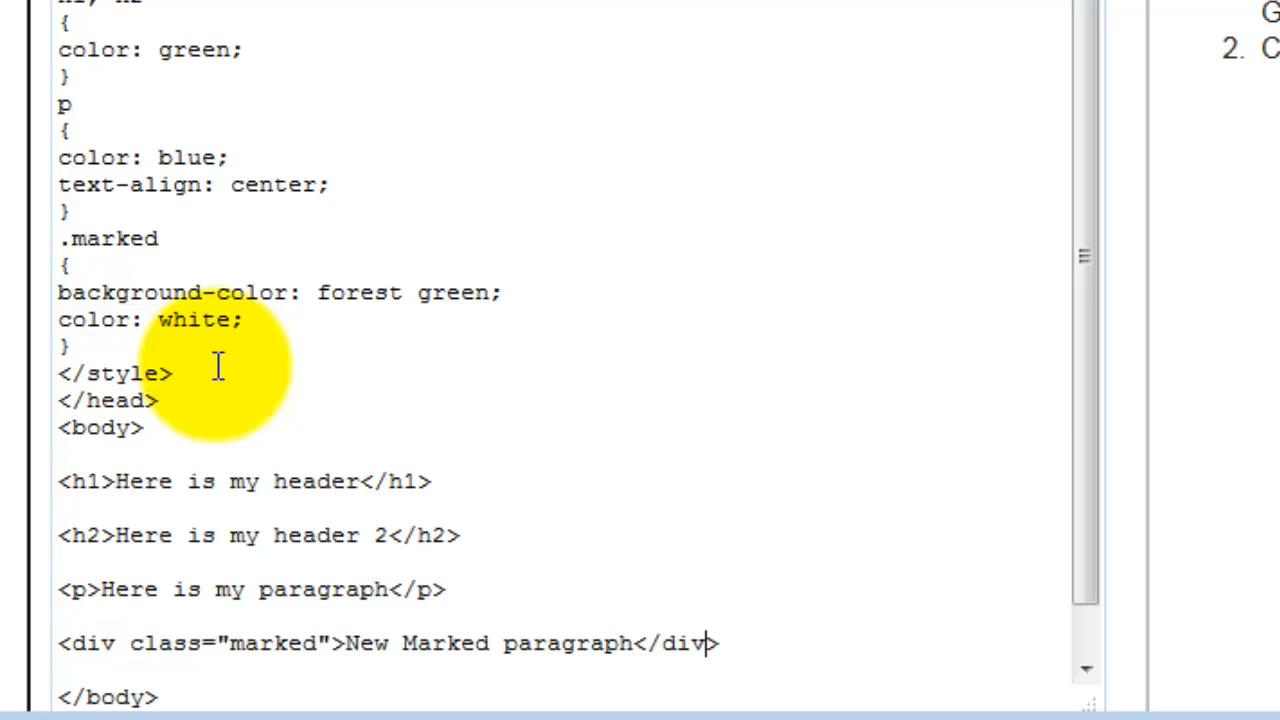 h1, h2
{
color: green;
}
p
{
color: blue;
text-align: center;
}
.marked
{
background-color: forest green;
color: white;
}
</style>
</head>
<body>
<h1>Here is my header</h1>
<h2>Here is my header 2</h2>
<p>Here is my paragraph</p>
<div class="marked">New Marked paragraph</div>
</body>
G
2. C